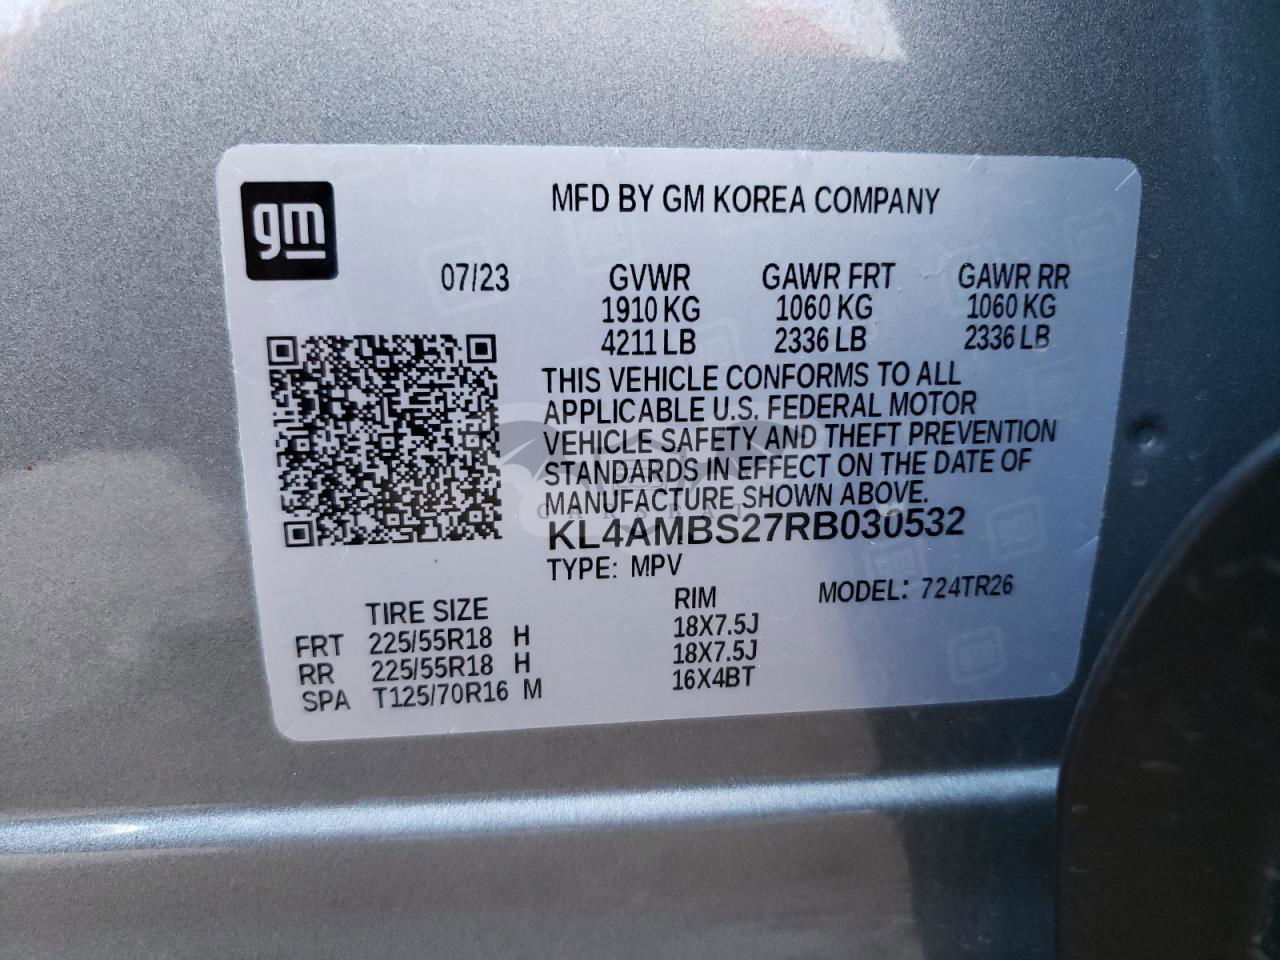 gm
MFD BY GM KOREA COMPANY
07/23 GVWR GAWR FRT GAWR RR
1910 KG 1060 KG 1060 KG
4211 LB 2336 LB 2336 LB
THIS VEHICLE CONFORMS TO ALL
APPLICABLE U.S. FEDERAL MOTOR
VEHICLE SAFETY AND THEFT PREVENTION
STANDARDS IN EFFECT ON THE DATE OF
MANUFACTURE SHOWN ABOVE.
KL4AMBS27RB030532
TYPE: MPV
TIRE SIZE RIM MODEL: 724TR26
FRT 225/55R18 H 18X7.5J
RR 225/55R18 H 18X7.5J
SPA T125/70R16 M 16X4BT